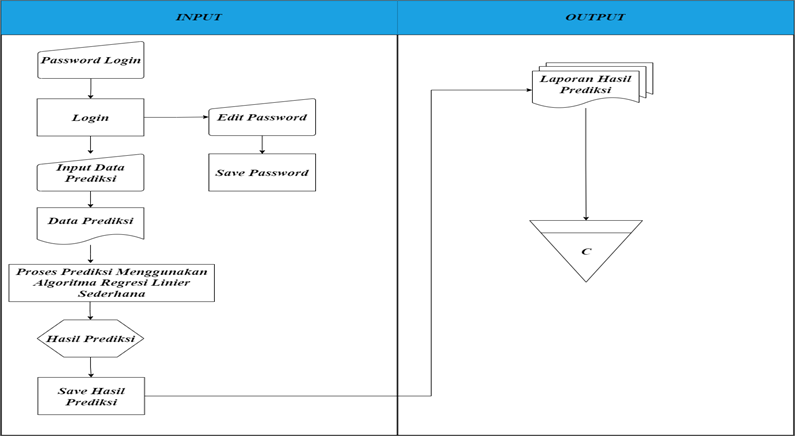 INPUT
OUTPUT
Password Login
Login
Edit Password
Input Data
Prediksi
Save Password
Data Prediksi
Proses Prediksi Menggunakan
Algoritma Regresi Linier
Sederhana
Hasil Prediksi
Save Hasil
Prediksi
Laporan Hasil
Prediksi
C